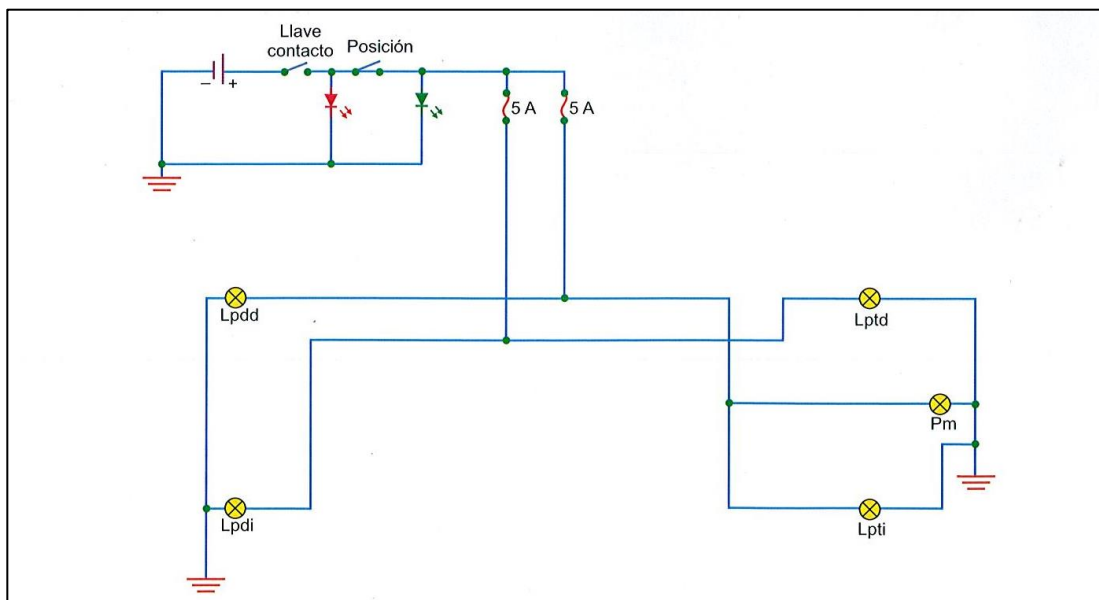 Llave
contacto
Posición
– +
5 A
5 A
Lpdd
Lptd
Pm
Lpdi
Lpti